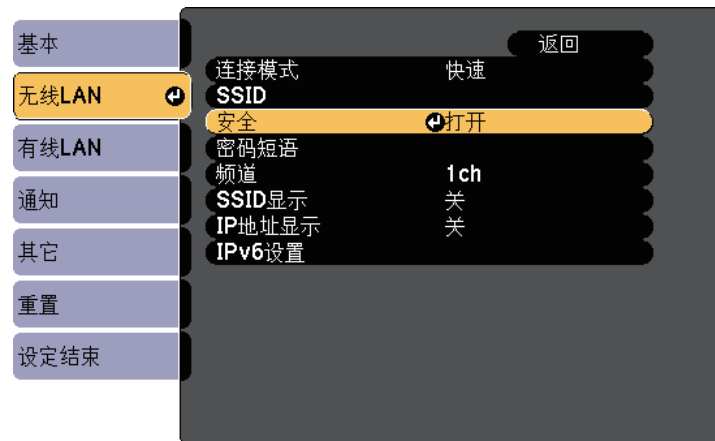 基本
无线LAN
有线LAN
通知
其它
重置
设定结束
返回
连接模式 快速
SSID
安全 打开
密码短语
频道 1ch
SSID显示 关
IP地址显示 关
IPv6设置